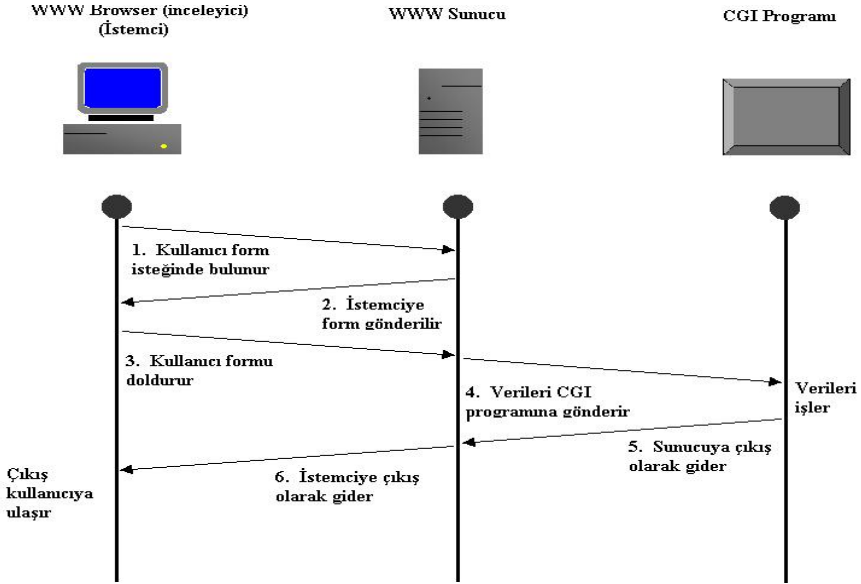 WWW Browser (inceleyici)
(İstemci)
WWW Sunucu
CGI Programı
1. Kullanıcı form
isteğinde bulunur
2. İstemciye
form gönderilir
3. Kullanıcı formu
doldurur
4. Verileri CGI
programına gönderir
Verileri
işler
5. Sunucuya çıkış
olarak gider
6. İstemciye çıkış
olarak gider
Çıkış
kullanıcıya
ulaşır